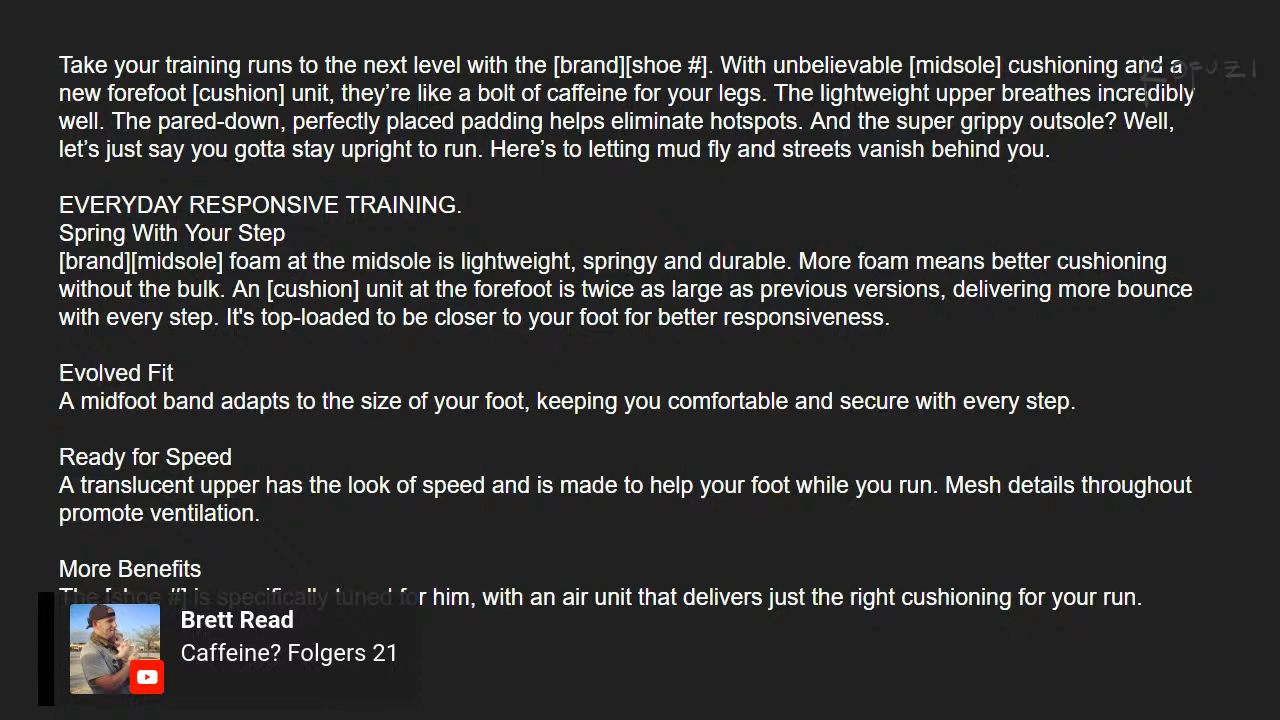 KOFUZI
Take your training runs to the next level with the [brand][shoe #]. With unbelievable [midsole] cushioning and a
new forefoot [cushion] unit, they’re like a bolt of caffeine for your legs. The lightweight upper breathes incredibly
well. The pared-down, perfectly placed padding helps eliminate hotspots. And the super grippy outsole? Well,
let’s just say you gotta stay upright to run. Here’s to letting mud fly and streets vanish behind you.
EVERYDAY RESPONSIVE TRAINING.
Spring With Your Step
[brand][midsole] foam at the midsole is lightweight, springy and durable. More foam means better cushioning
without the bulk. An [cushion] unit at the forefoot is twice as large as previous versions, delivering more bounce
with every step. It's top-loaded to be closer to your foot for better responsiveness.
Evolved Fit
A midfoot band adapts to the size of your foot, keeping you comfortable and secure with every step.
Ready for Speed
A translucent upper has the look of speed and is made to help your foot while you run. Mesh details throughout
promote ventilation.
More Benefits
The [shoe #] is specifically tuned for him, with an air unit that delivers just the right cushioning for your run.
Brett Read
Caffeine? Folgers 21